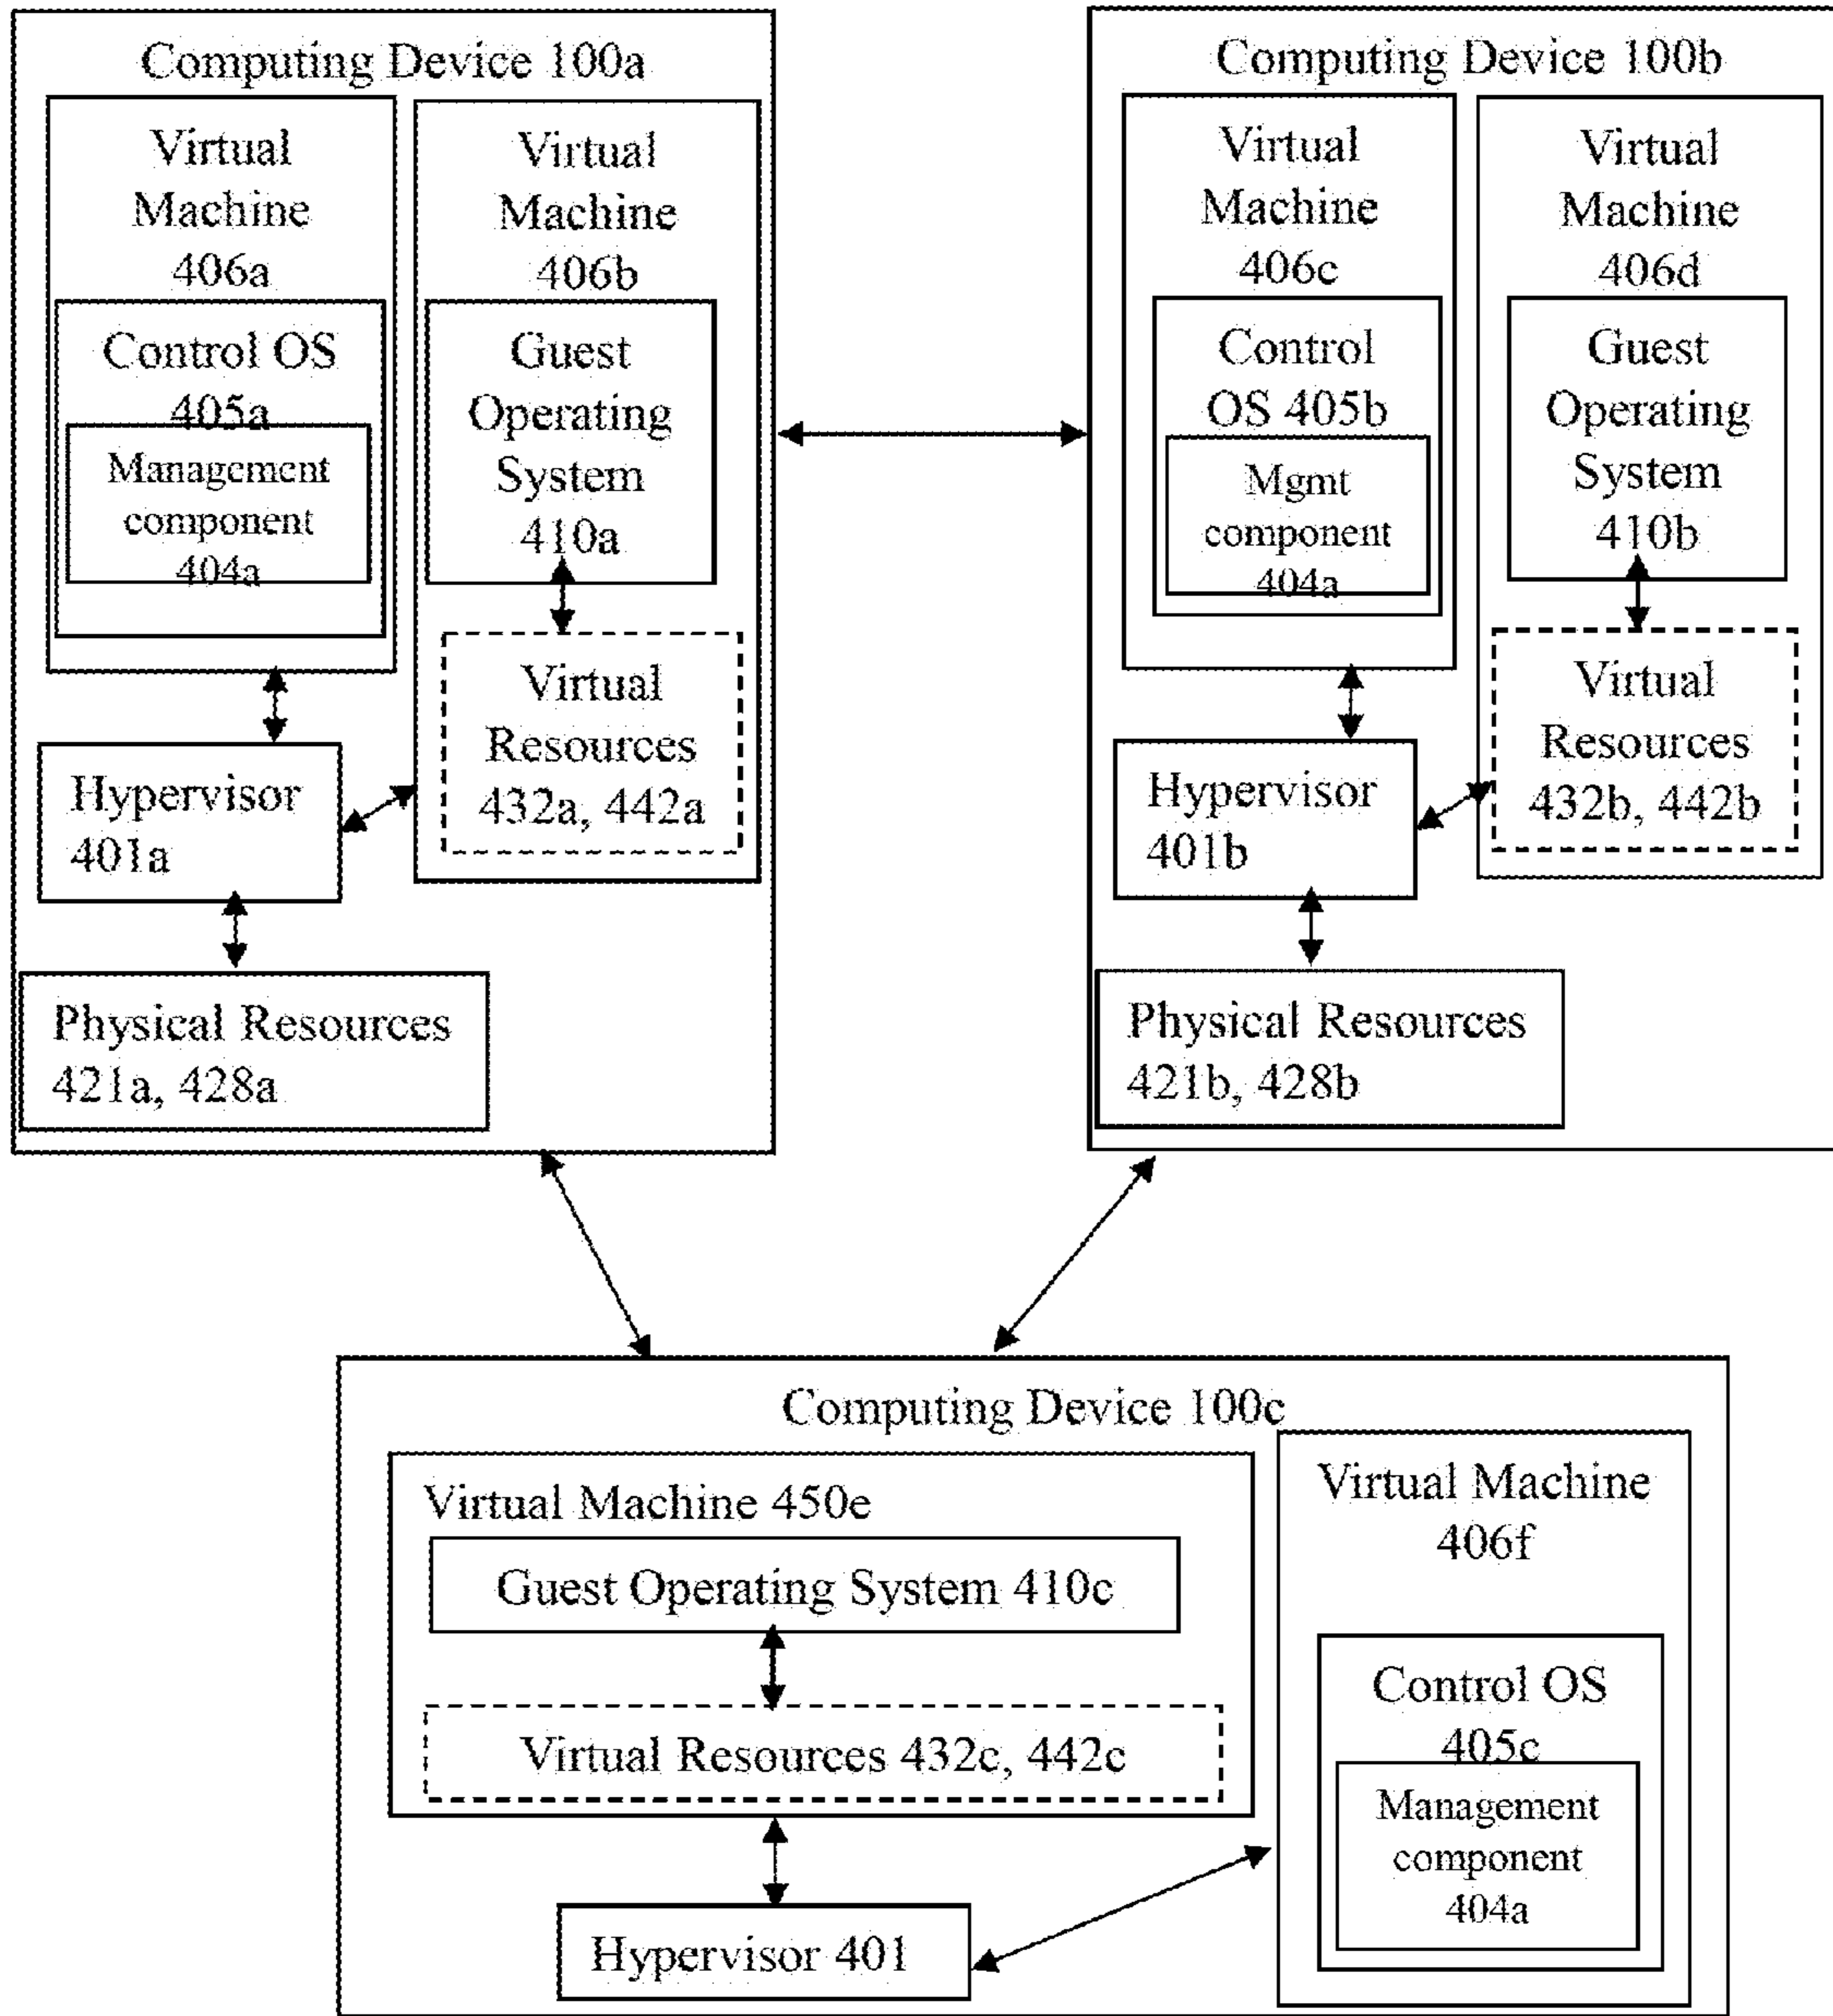 Computing Device 100a
Virtual
Machine
406a
Control OS
405a
Management
component
404a
Virtual
Machine
406b
Guest
Operating
System
410a
Virtual
Resources
432a, 442a
Hypervisor
401a
Physical Resources
421a, 428a
Computing Device 100b
Virtual
Machine
406c
Control
OS 405b
Mgmt
component
404a
Virtual
Machine
406d
Guest
Operating
System
410b
Virtual
Resources
432b, 442b
Hypervisor
401b
Physical Resources
421b, 428b
Computing Device 100c
Virtual Machine 450e
Guest Operating System 410c
Virtual Resources 432c, 442c
Hypervisor 401
Virtual Machine
406f
Control OS
405c
Management
component
404a